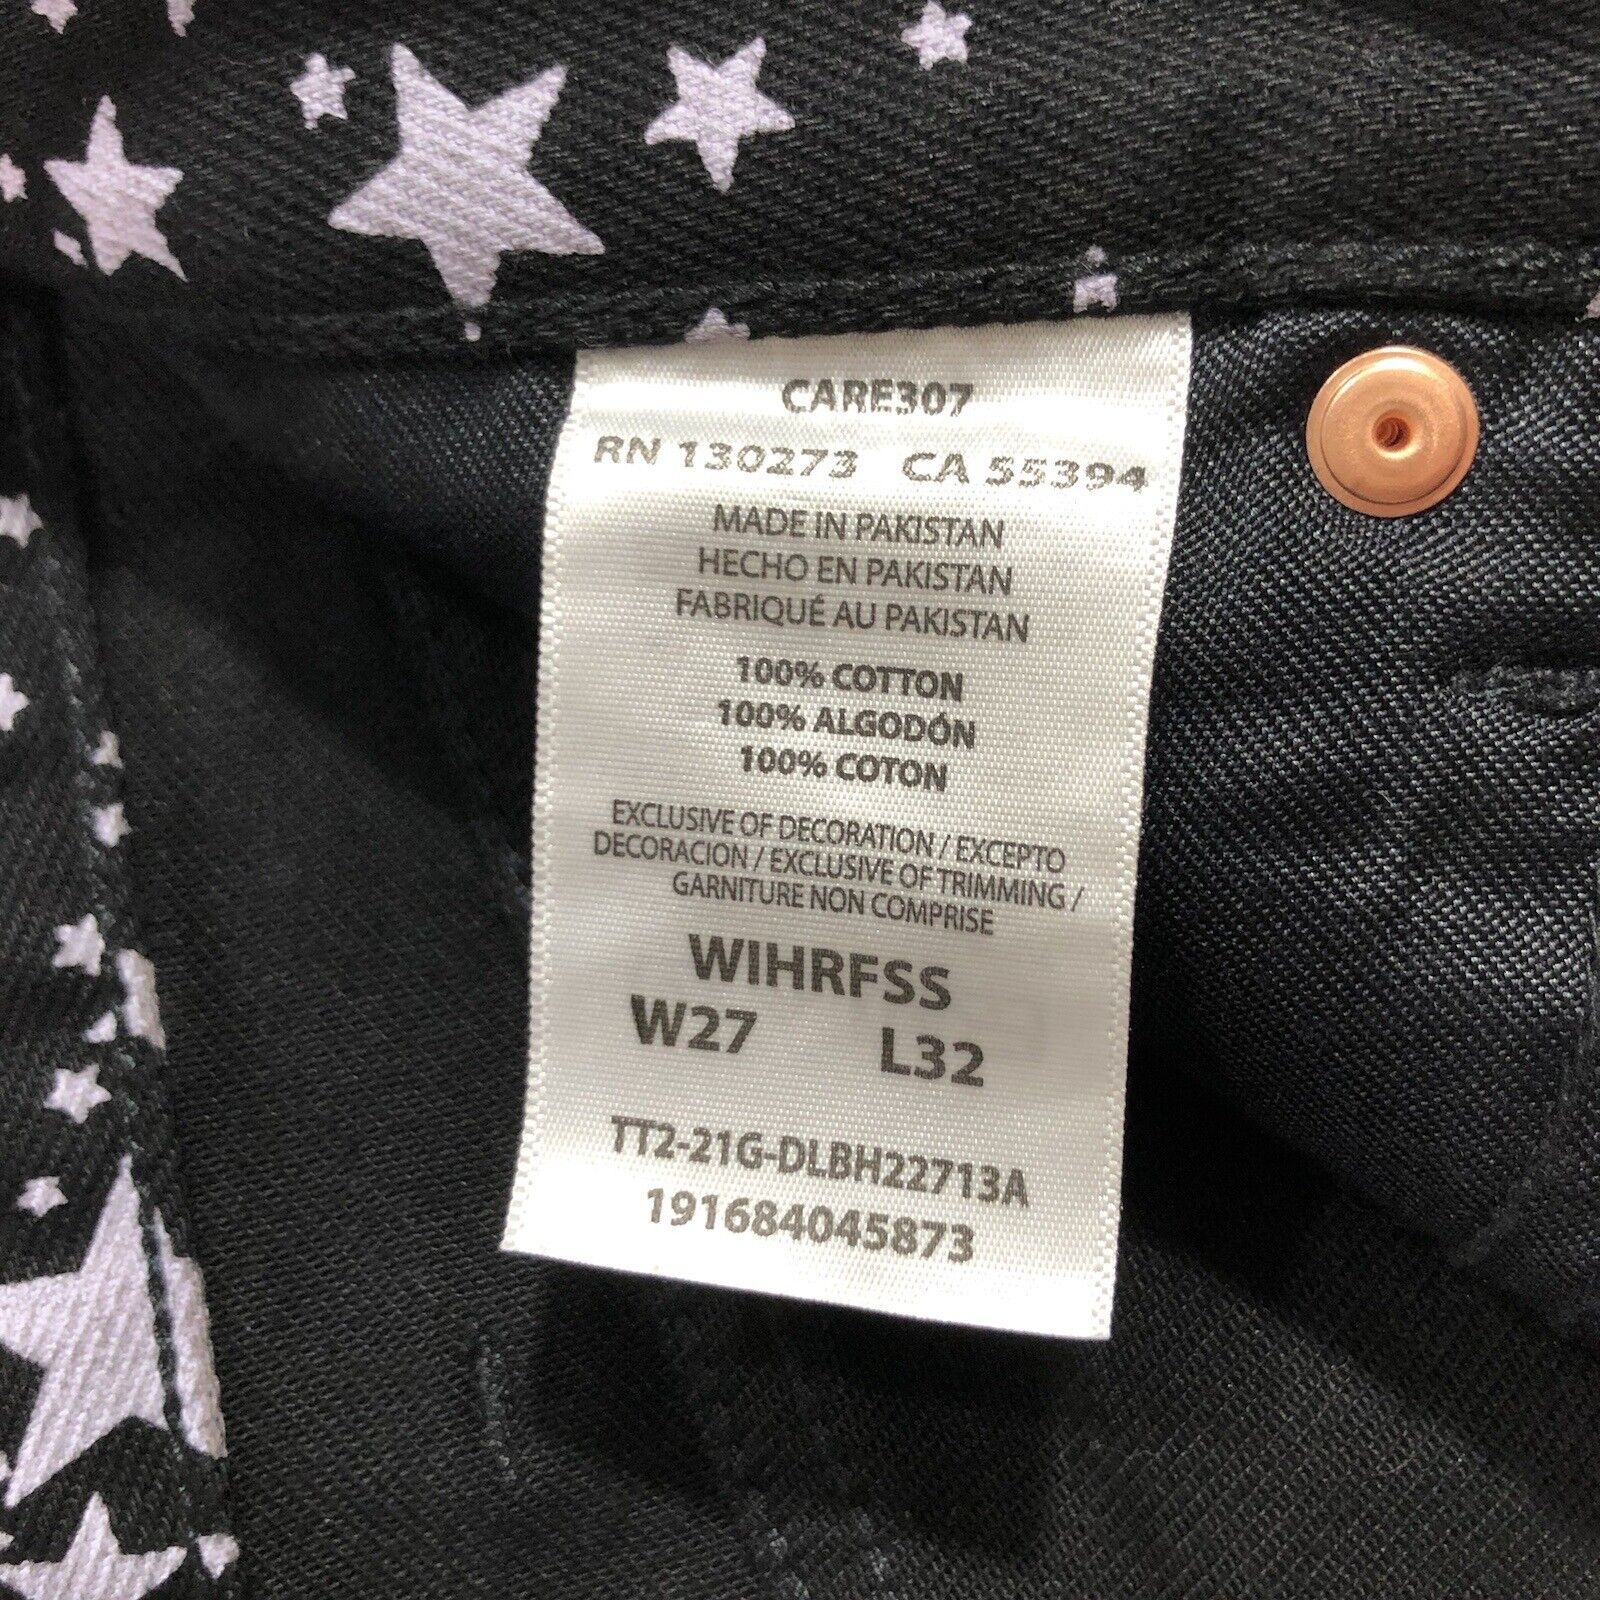 CARE307
RN 130273 CA 55394
MADE IN PAKISTAN
HECHO EN PAKISTAN
FABRIQUÉ AU PAKISTAN
100% COTTON
100% ALGODÓN
100% COTON
EXCLUSIVE OF DECORATION / EXCEPTO
DECORACION / EXCLUSIVE OF TRIMMING /
GARNITURE NON COMPRISE
WIHRFSS
W27 L32
TT2-21G-DLBH22713A
191684045873